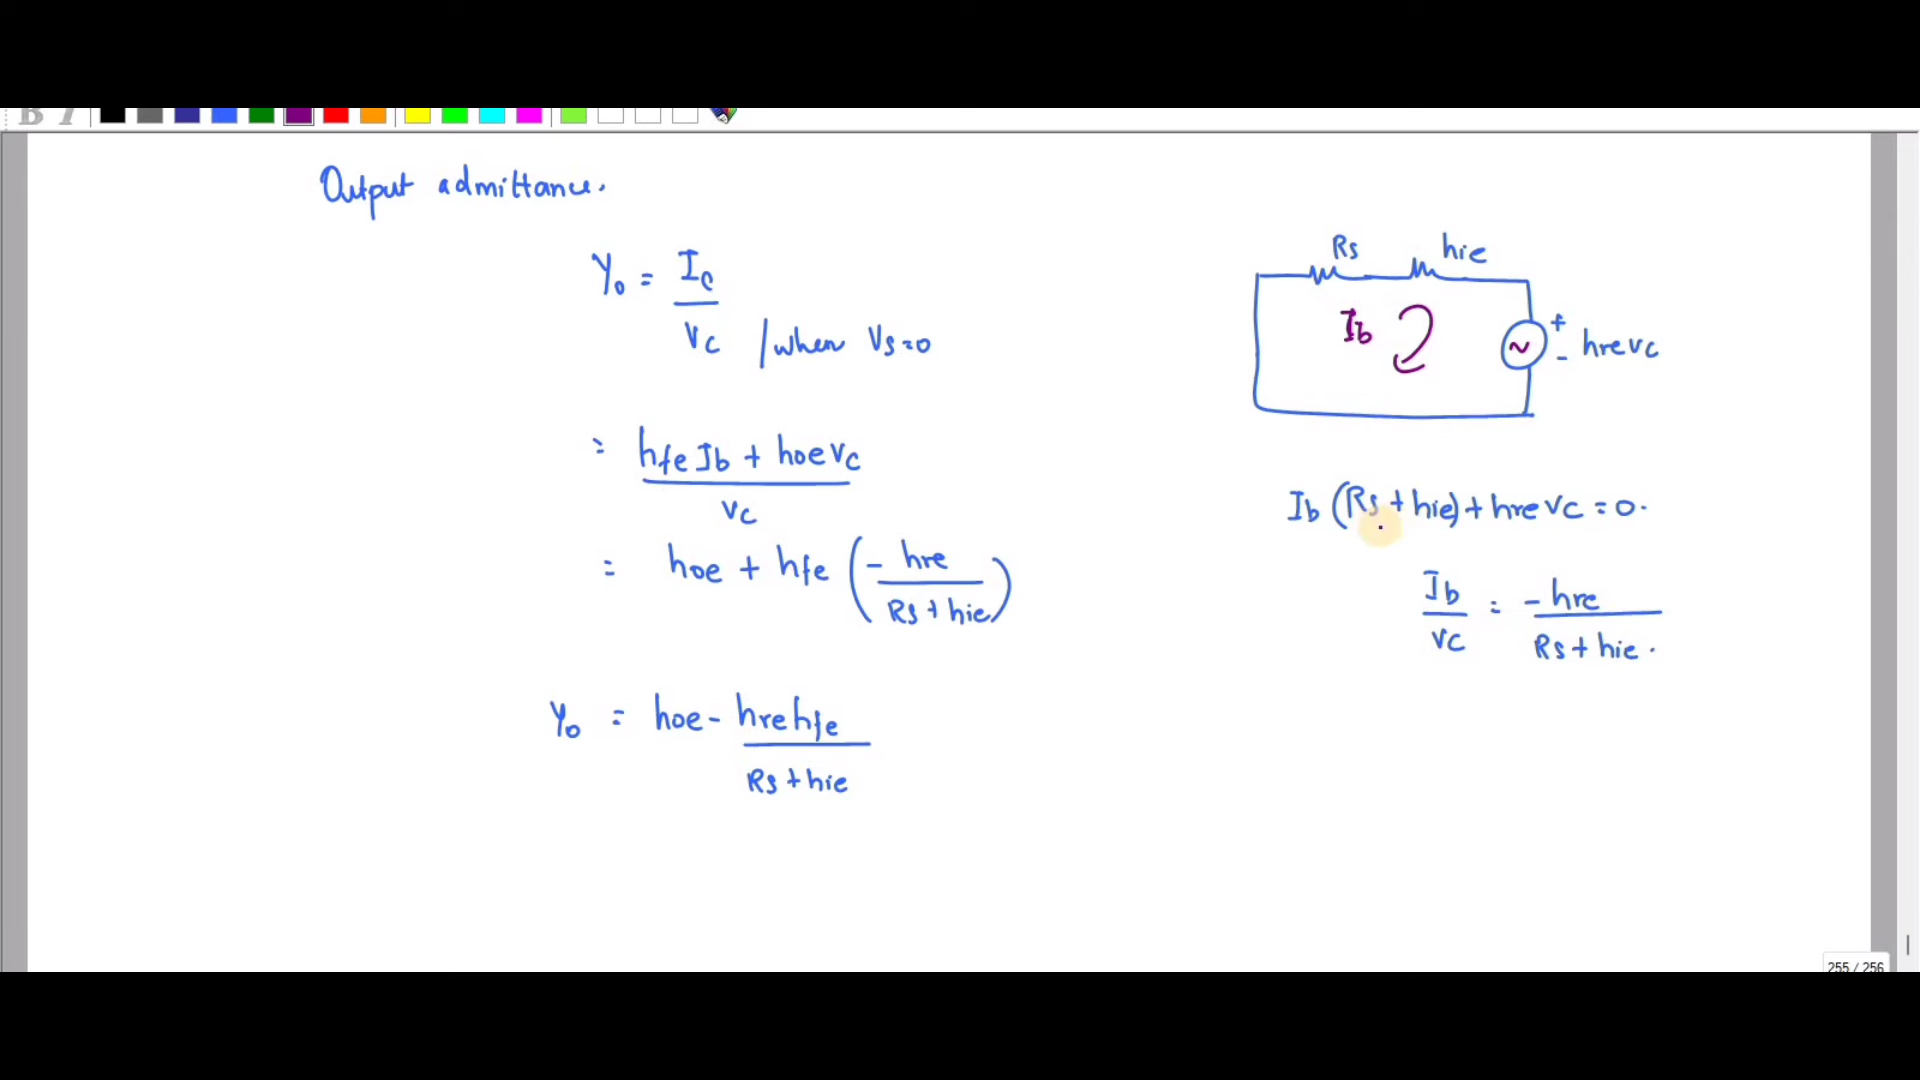 B I
Output admittance.
Yo = Ic
Vc /when Vs=0
= hfe Ib + hoe Vc
Vc
= hoe + hfe (- hre
Rs + hie)
Yo = hoe - hre hfe
Rs + hie
Rs hie
Ib
+
- hre Vc
Ib (Rs + hie) + hre Vc = 0.
Ib = - hre
Vc Rs + hie .
255 / 256